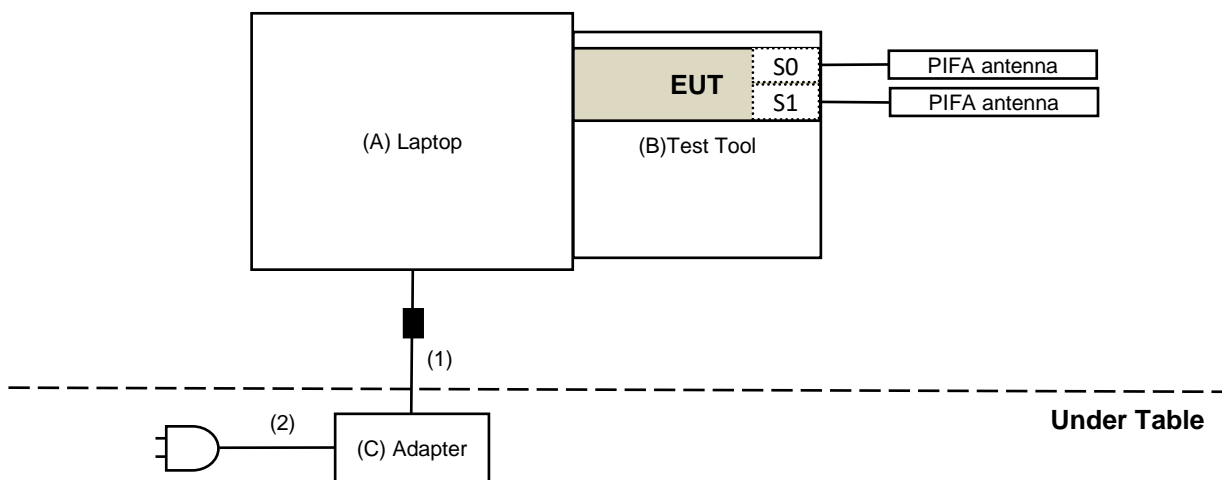 S0
PIFA antenna
EUT
S1
PIFA antenna
(A) Laptop
(B)Test Tool
(1)
Under Table
(2)
(C) Adapter